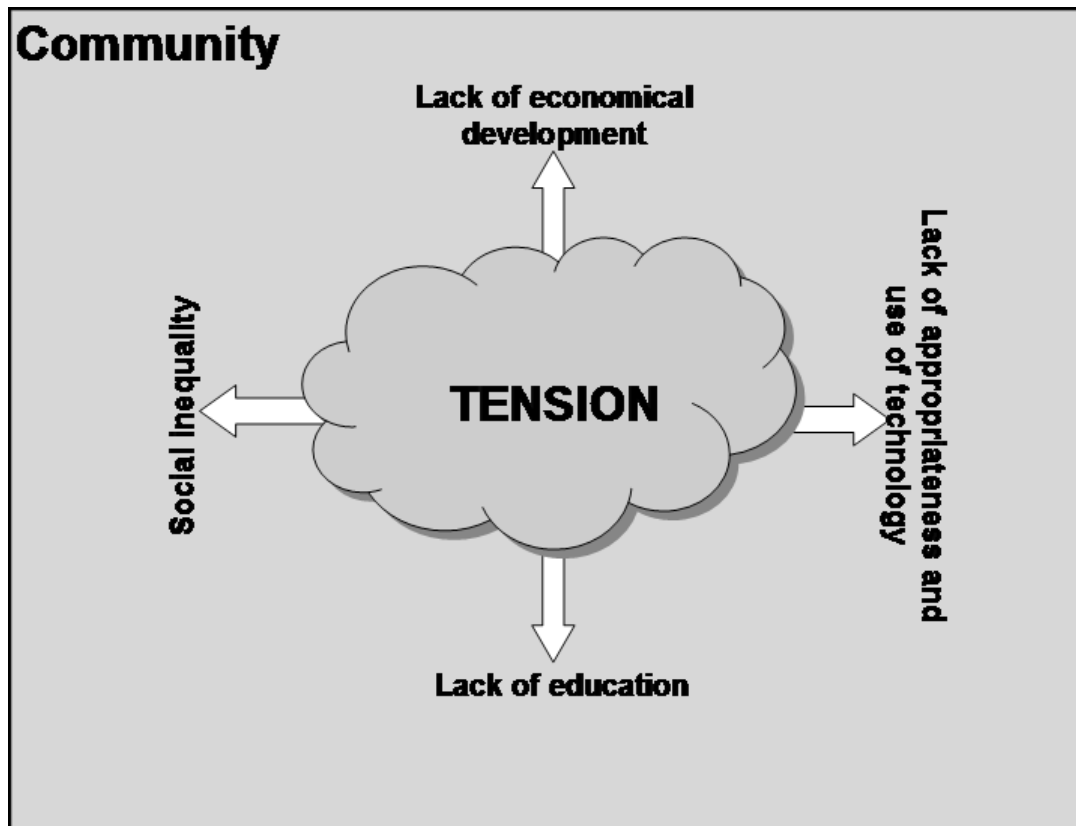 Community
Lack of economical
development
Social Inequality
TENSION
Lack of appropriateness and
use of technology
Lack of education